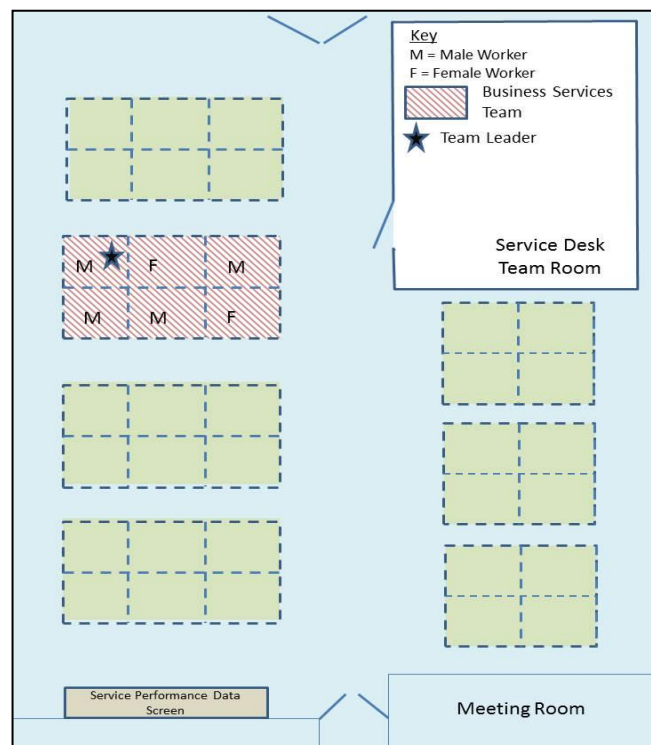 Key
M = Male Worker
F = Female Worker
Business Services
Team
Team Leader
Service Desk
Team Room
M F M
M M F
Service Performance Data
Screen
Meeting Room